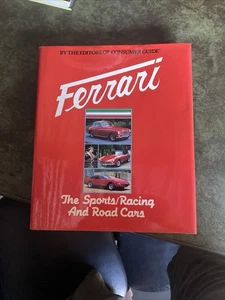 BY THE EDITORS OF CONSUMER GUIDE
Ferrari
The Sports/Racing
And Road Cars